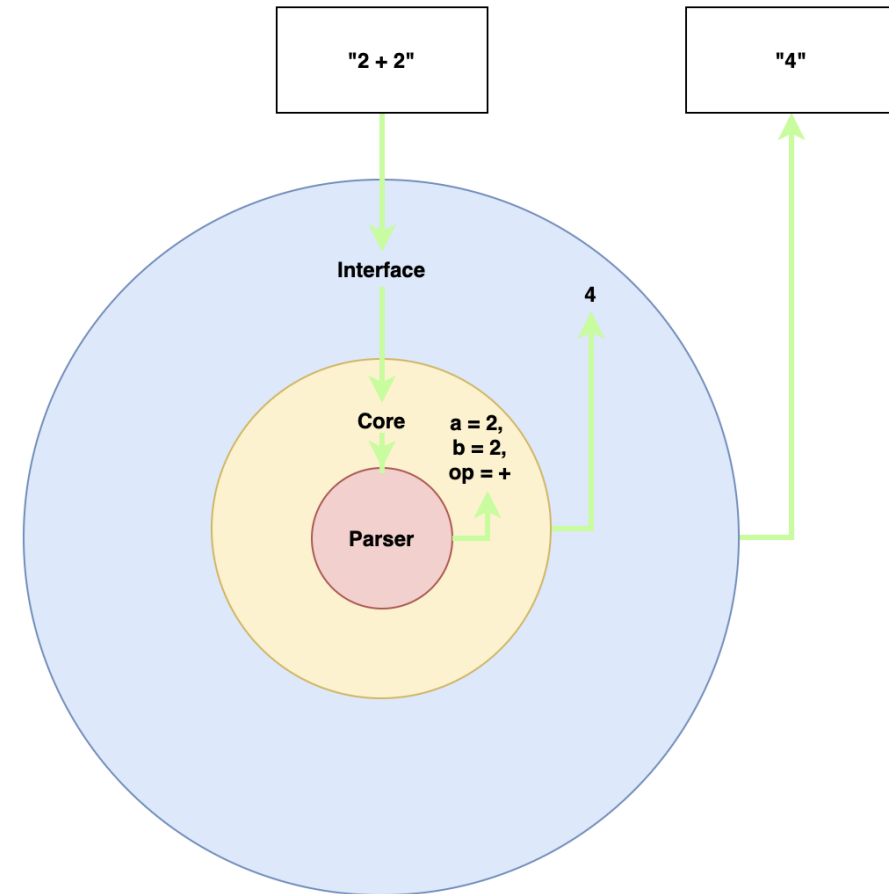 "2 + 2"
"4"
Interface
4
Core
a = 2,
b = 2,
op = +
Parser